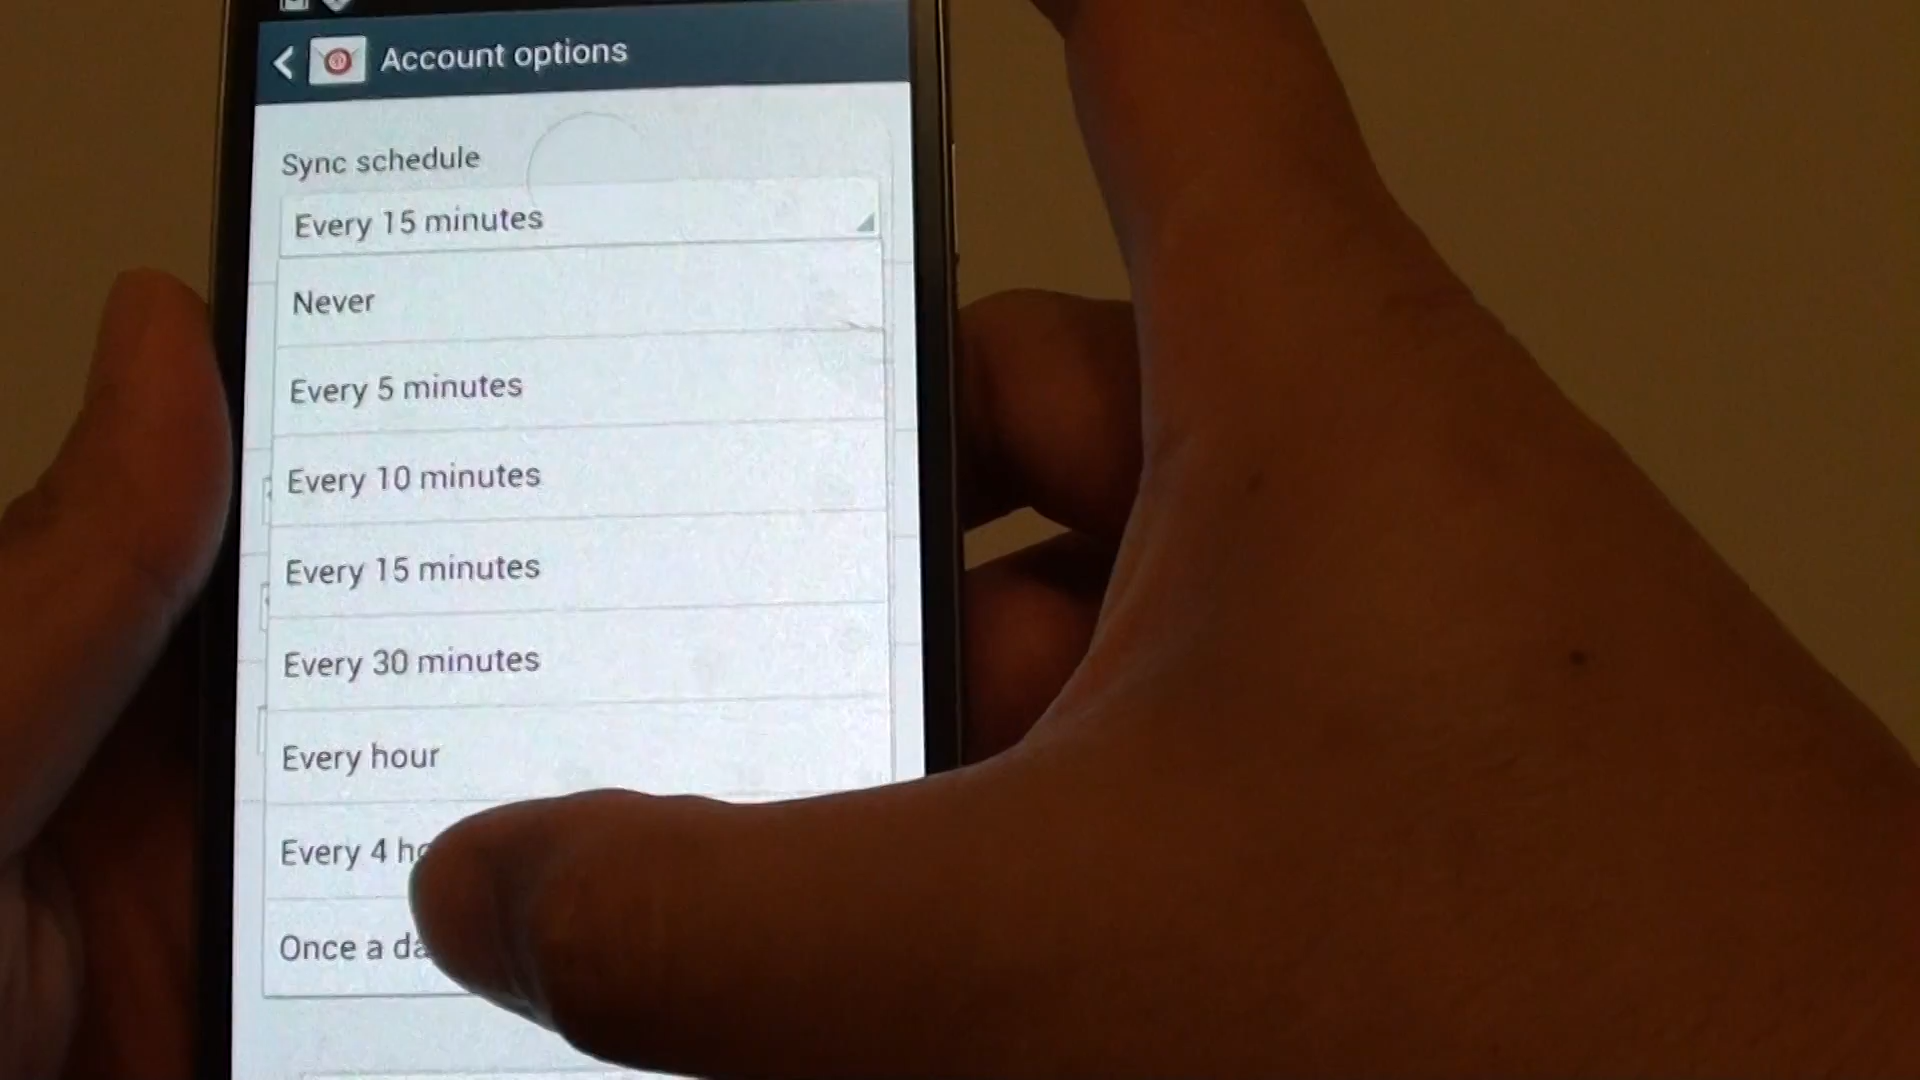 Account options
Sync schedule
Every 15 minutes
Never
Every 5 minutes
Every 10 minutes
Every 15 minutes
Every 30 minutes
Every hour
Every 4
Once a